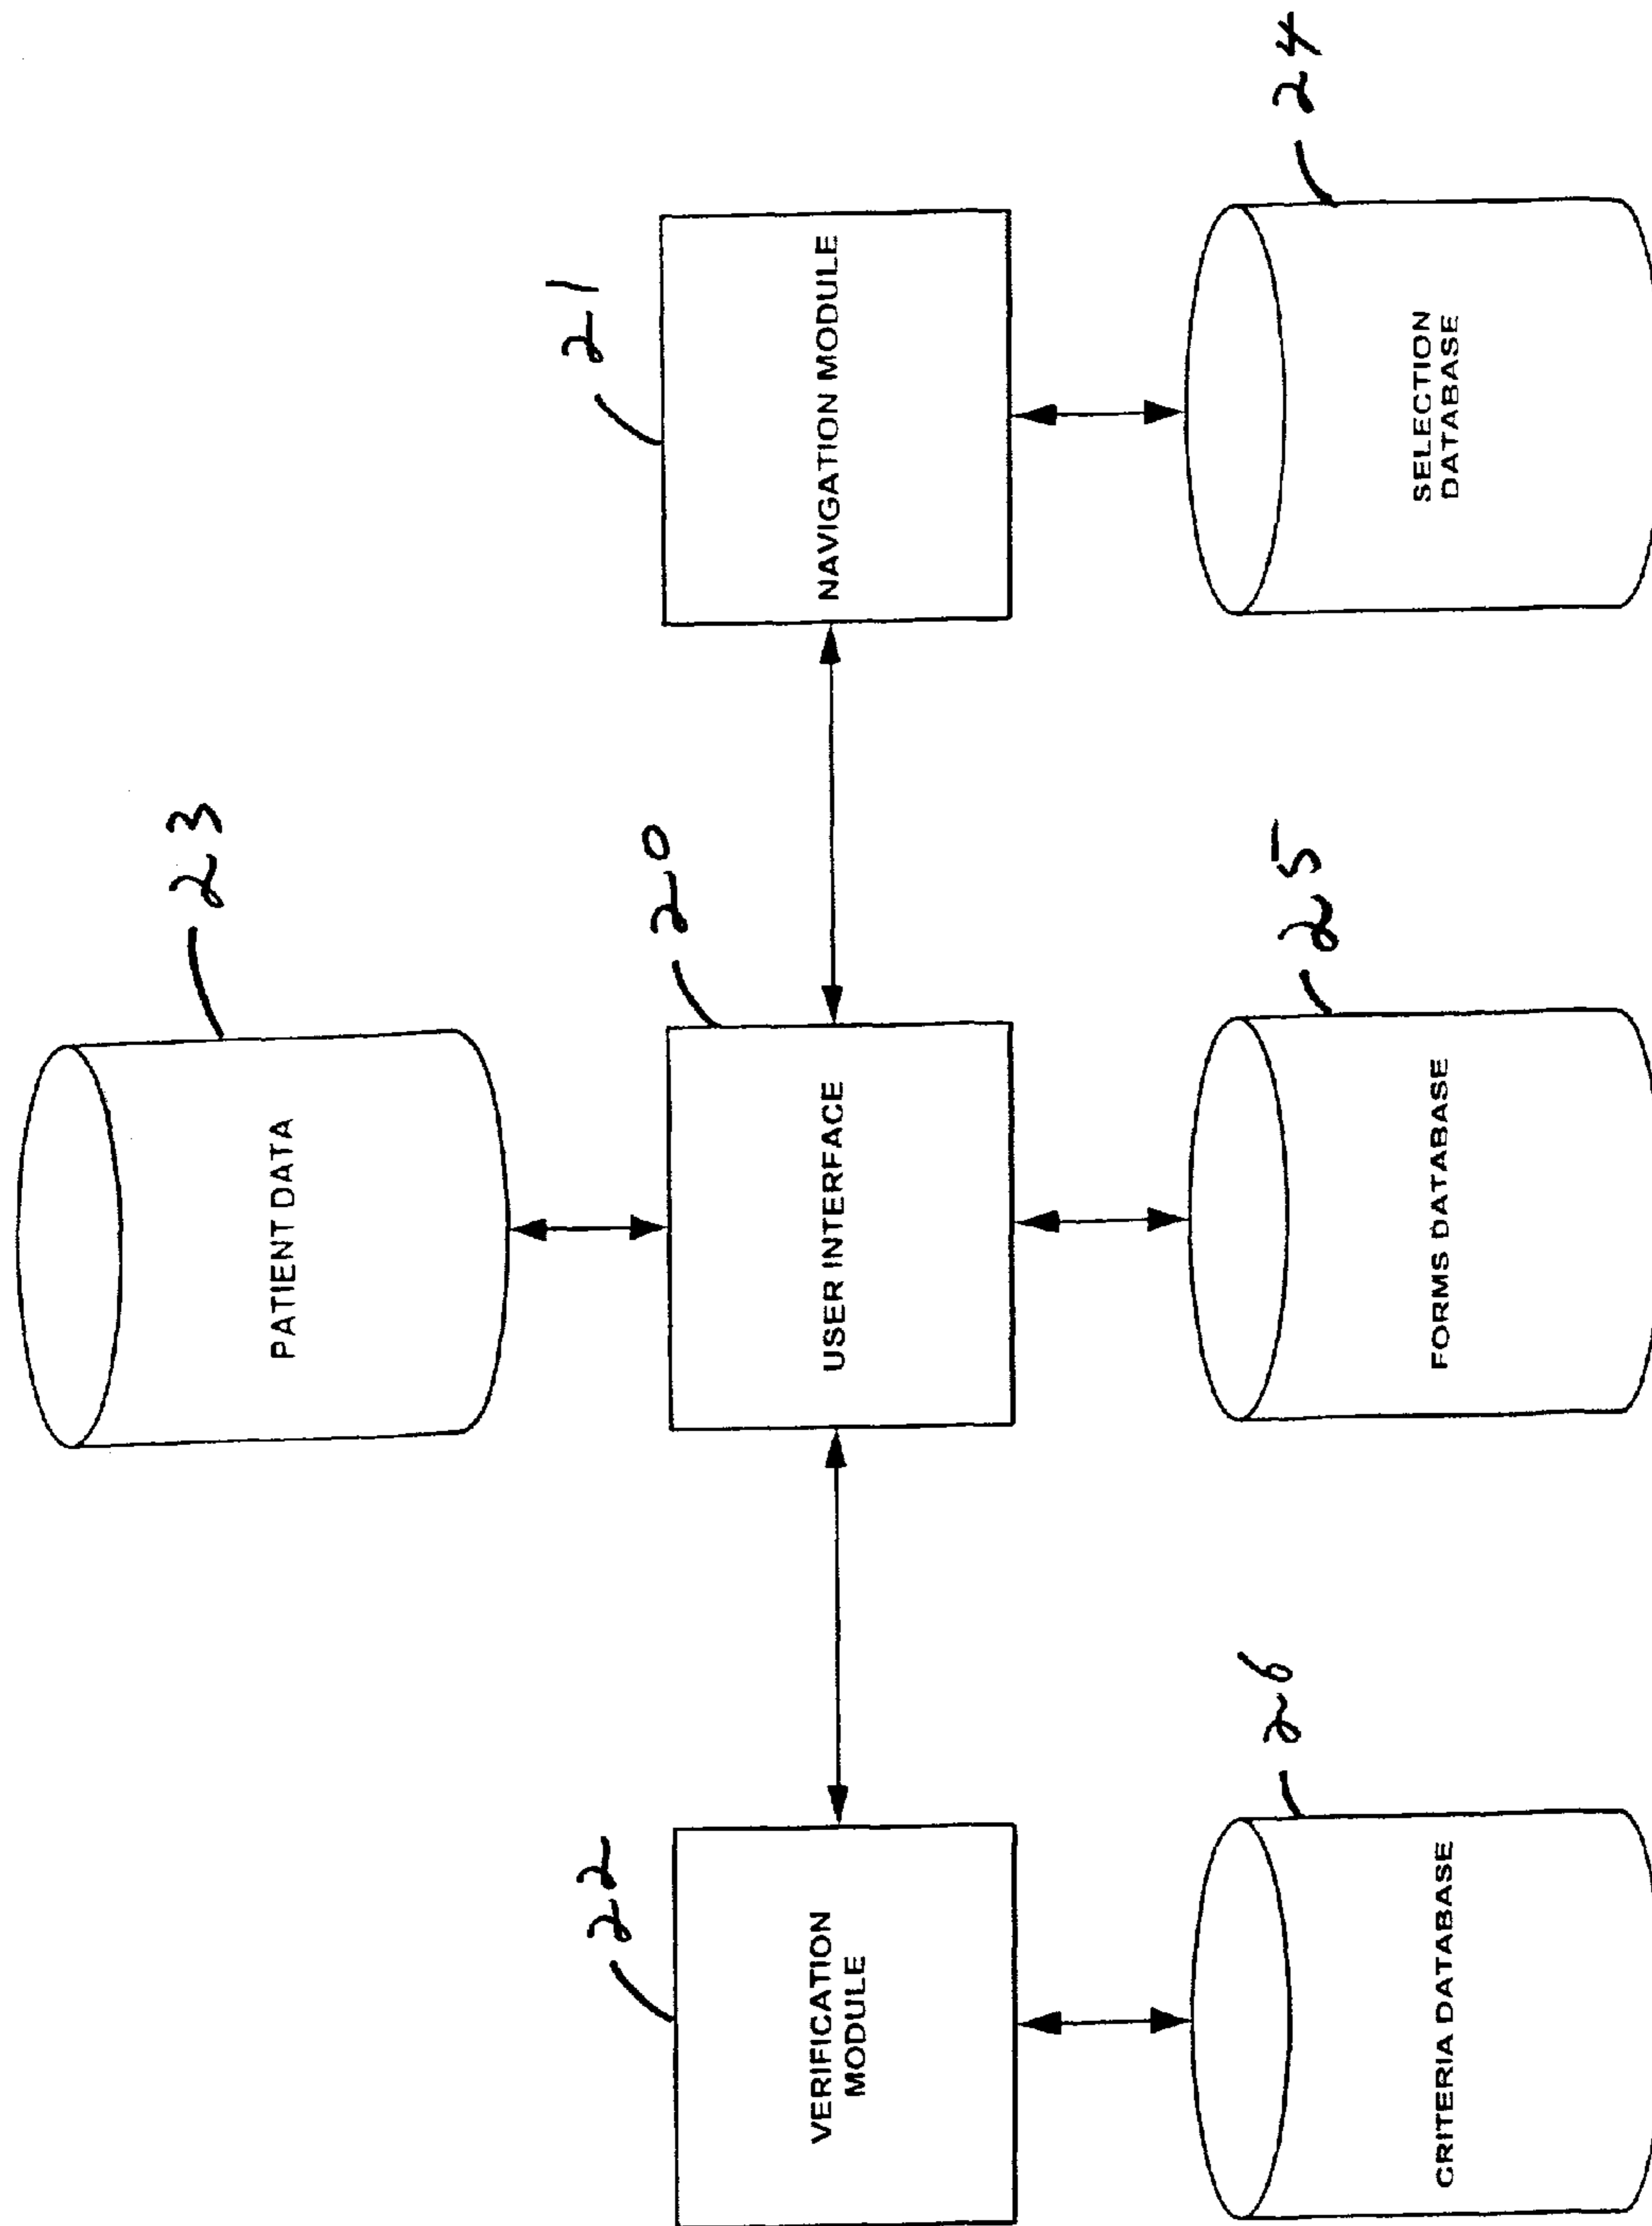 23
PATIENT DATA
22
VERIFICATION
MODULE
20
USER INTERFACE
21
NAVIGATION MODULE
26
CRITERIA DATABASE
25
FORMS DATABASE
24
SELECTION
DATABASE